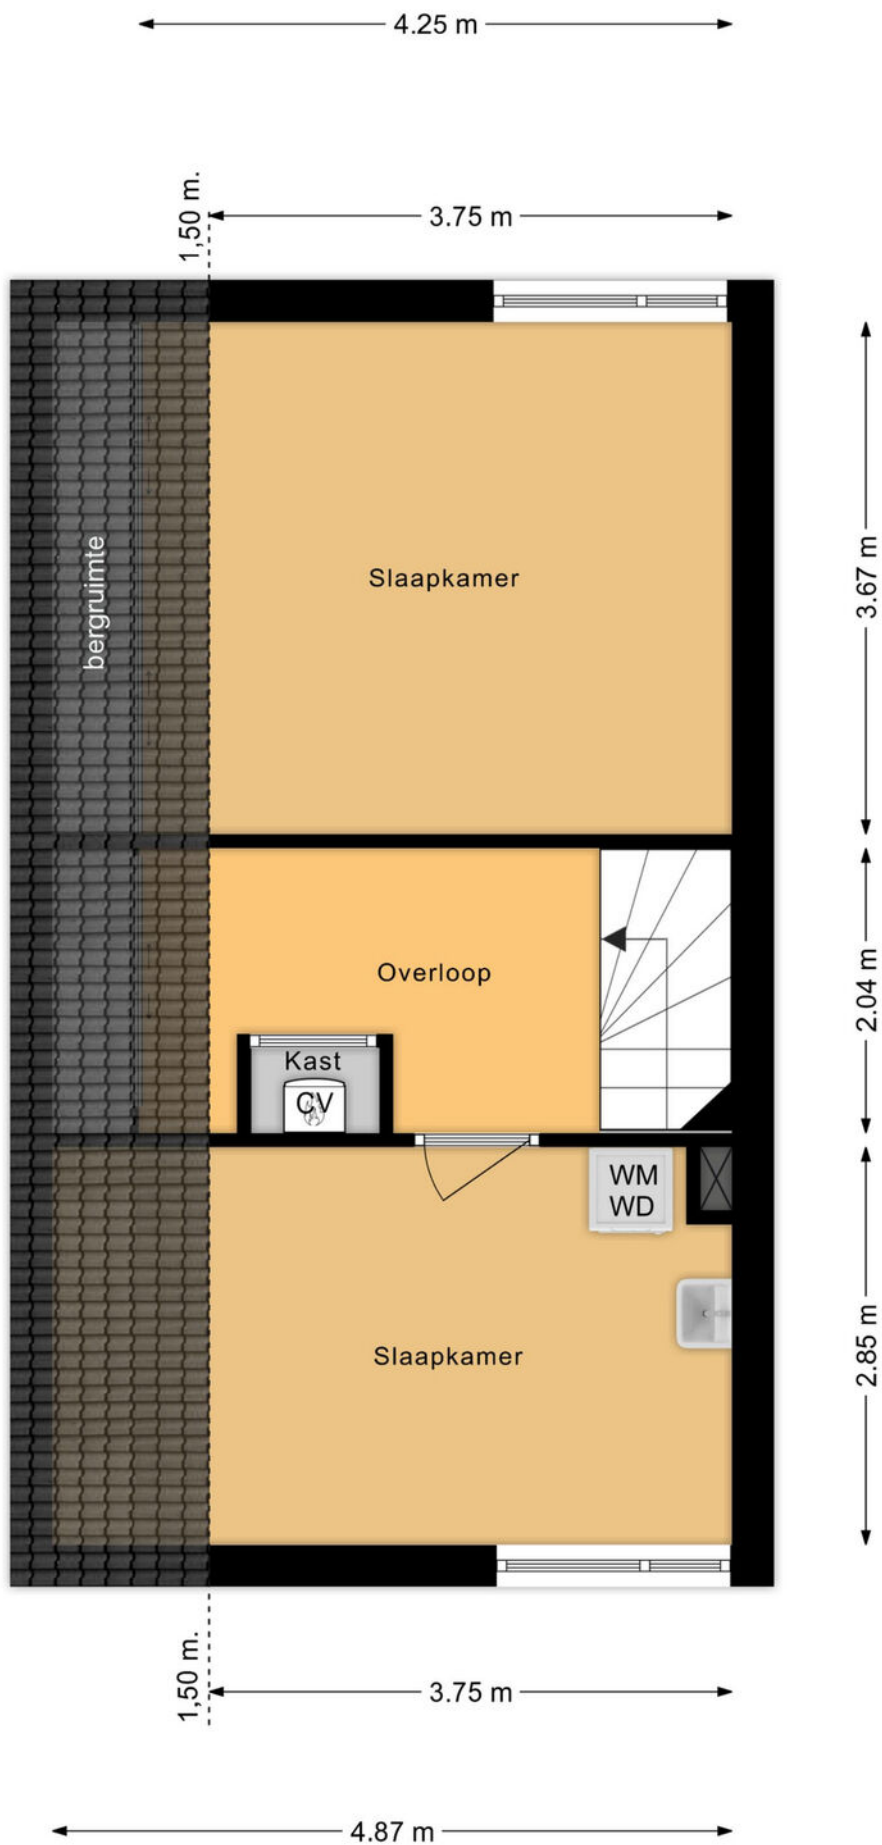 4.25 m
1,50 m.
3.75 m
bergruimte
Slaapkamer
3.67 m
Overloop
2.04 m
Kast
CV
WM
WD
Slaapkamer
2.85 m
1,50 m.
3.75 m
4.87 m